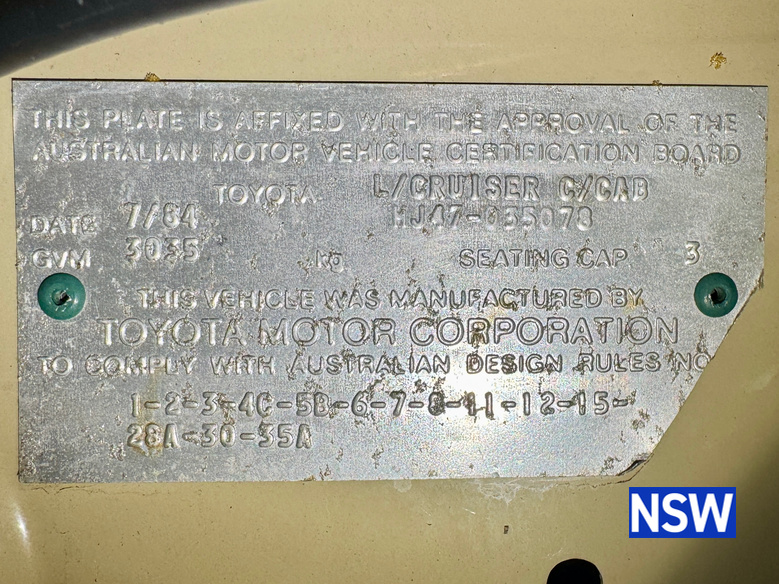 THIS PLATE IS AFFIXED WITH THE APPROVAL OF THE
AUSTRALIAN MOTOR VEHICLE CERTIFICATION BOARD
TOYOTA L/CRUISER C/CAB
DATE 7/84 HJ47-035078
GVM 3035 kg SEATING CAP 3
THIS VEHICLE WAS MANUFACTURED BY
TOYOTA MOTOR CORPORATION
TO COMPLY WITH AUSTRALIAN DESIGN RULES NO
1-2-3-4C-5B-6-7-8-11-12-15-
28A-30-35A
NSW